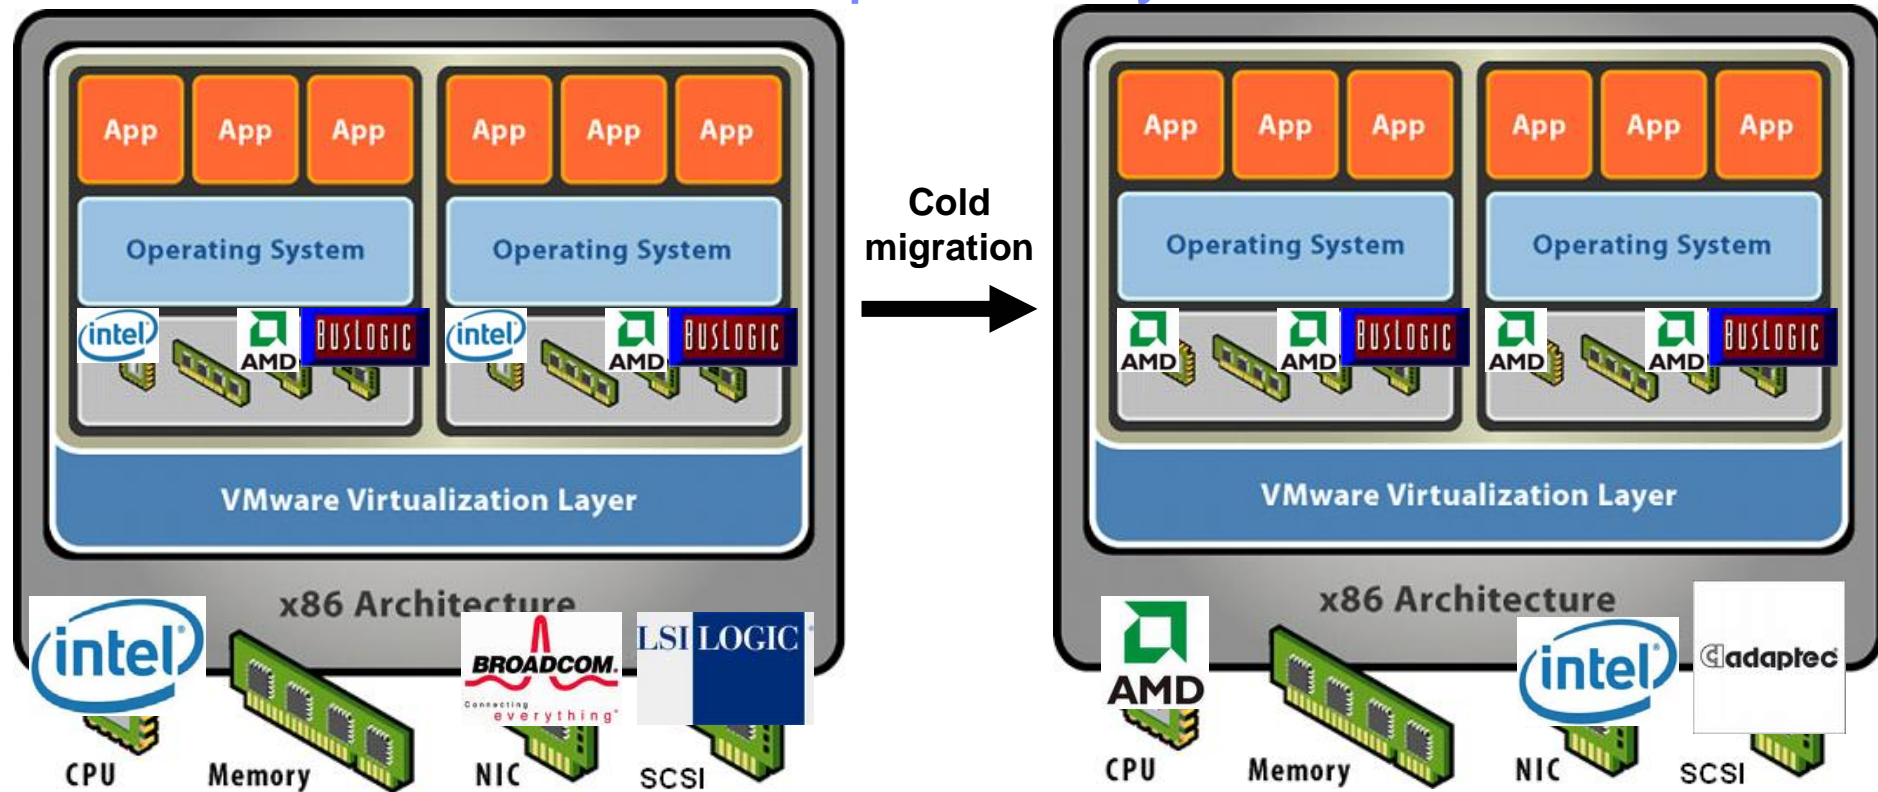 App App App App App App
Operating System Operating System
intel AMD BUSLOGIC intel AMD BUSLOGIC
VMware Virtualization Layer
x86 Architecture
intel BROADCOM. LSI LOGIC
Connecting
everything
CPU Memory NIC SCSI
Cold
migration
App App App App App App
Operating System Operating System
AMD AMD BUSLOGIC AMD AMD BUSLOGIC
VMware Virtualization Layer
x86 Architecture
AMD intel adaptec
CPU Memory NIC SCSI